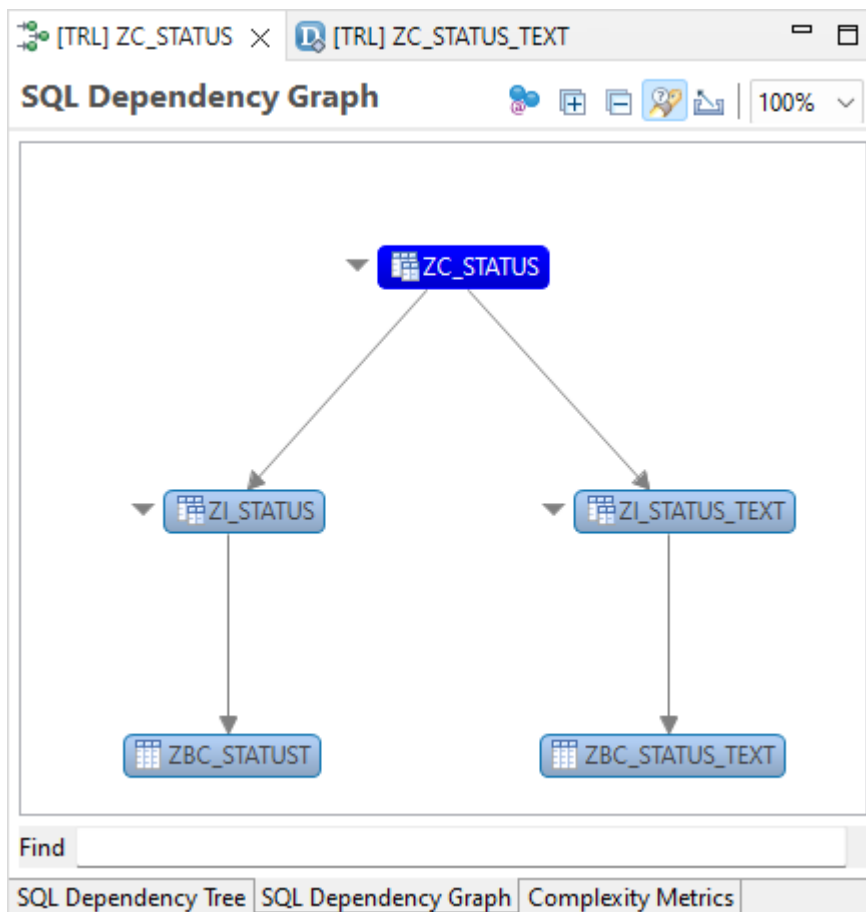 [TRL] ZC_STATUS [TRL] ZC_STATUS_TEXT
SQL Dependency Graph 100%
ZC_STATUS
ZI_STATUS ZI_STATUS_TEXT
ZBC_STATUST ZBC_STATUS_TEXT
Find
SQL Dependency Tree SQL Dependency Graph Complexity Metrics